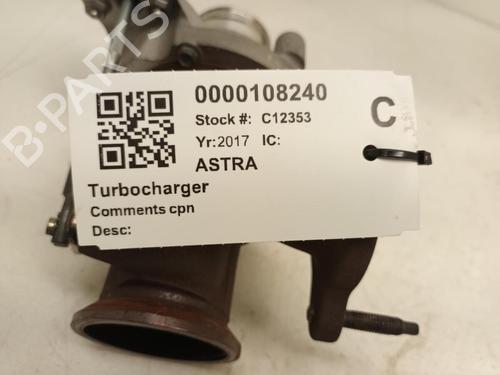 B-PARTS
0000108240
Stock #: C12353
C
Yr:2017 IC:
ASTRA
Turbocharger
Comments cpn
Desc: